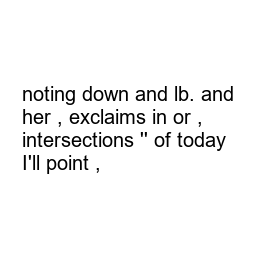 noting down and lb. and
her , exclaims in or ,
intersections '' of today
I'll point ,